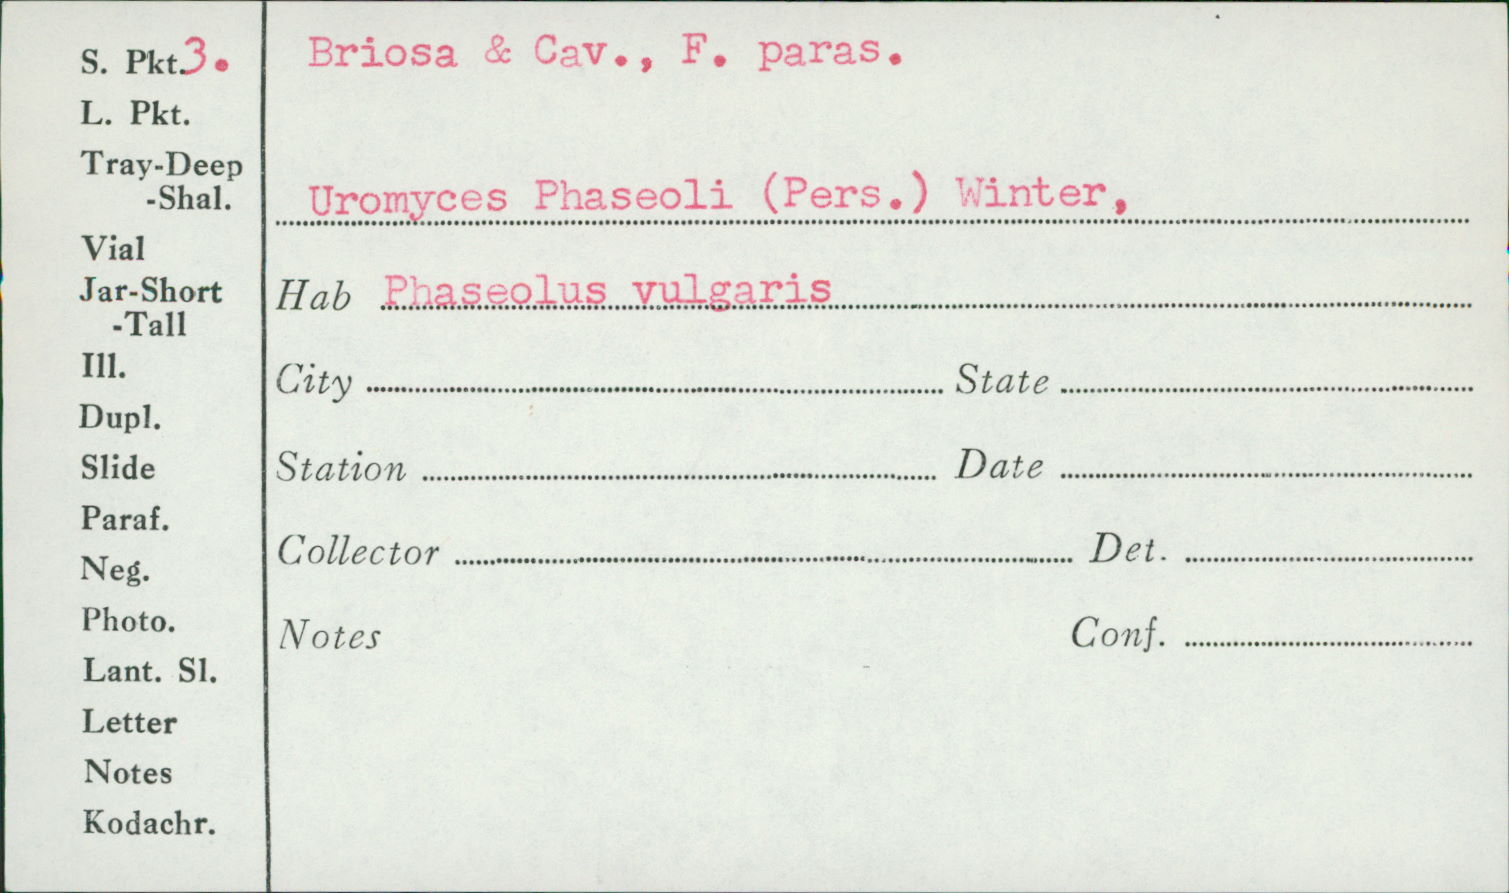 S. Pkt.3.
L. Pkt.
Tray-Deep
-Shal.
Vial
Jar-Short
-Tall
Ill.
Dupl.
Slide
Paraf.
Neg.
Photo.
Lant. Sl.
Letter
Notes
Kodachr.
Briosa & Cav., F. paras.
Uromyces Phaseoli (Pers.) Winter,
Hab Phaseolus vulgaris
City State
Station Date
Collector Det.
Notes Conf.